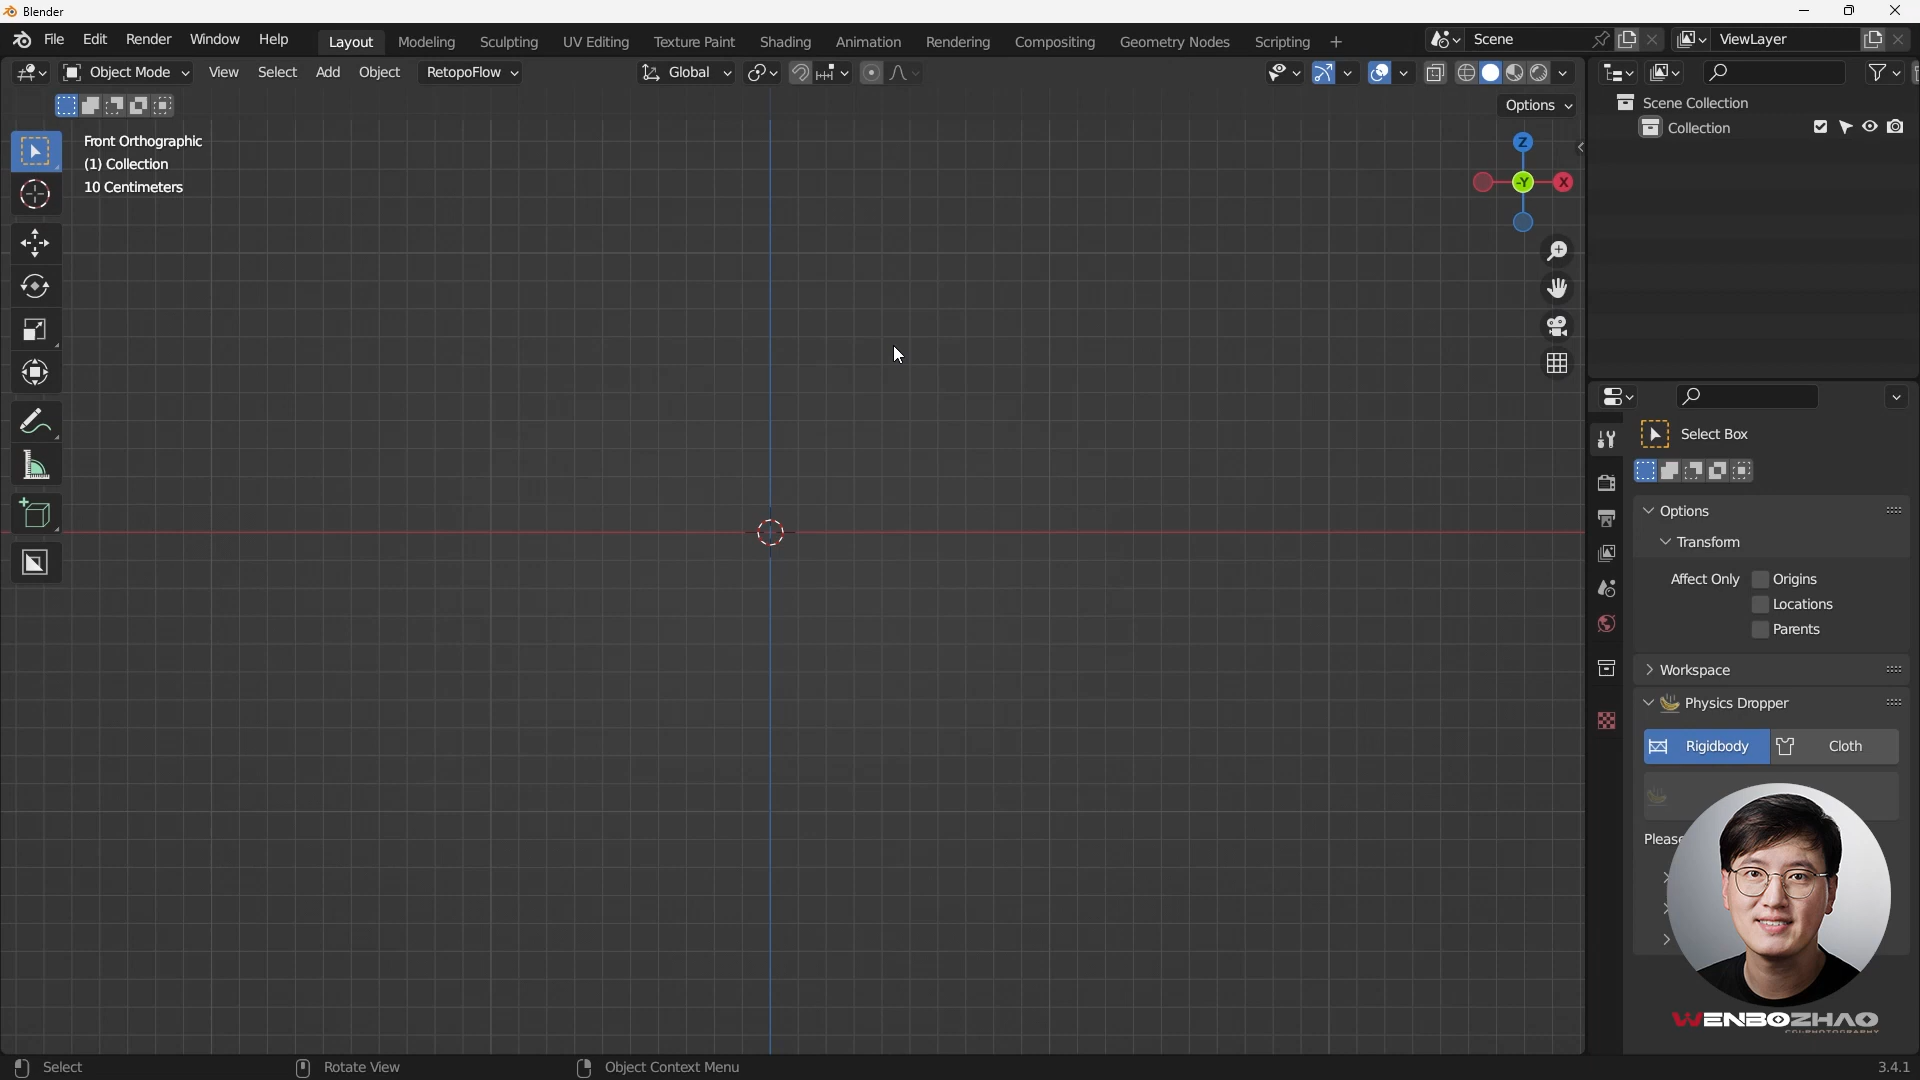 Blender
File Edit Render Window Help Layout Modeling Sculpting UV Editing Texture Paint Shading Animation Rendering Compositing Geometry Nodes Scripting + Scene ViewLayer
Object Mode View Select Add Object RetopoFlow Global
Options
Scene Collection
Collection
Front Orthographic
(1) Collection
10 Centimeters
Z
-Y X
Select Box
Options
Transform
Affect Only Origins
Locations
Parents
Workspace
Physics Dropper
Rigidbody Cloth
WENBOZHAO
Select Rotate View Object Context Menu 3.4.1